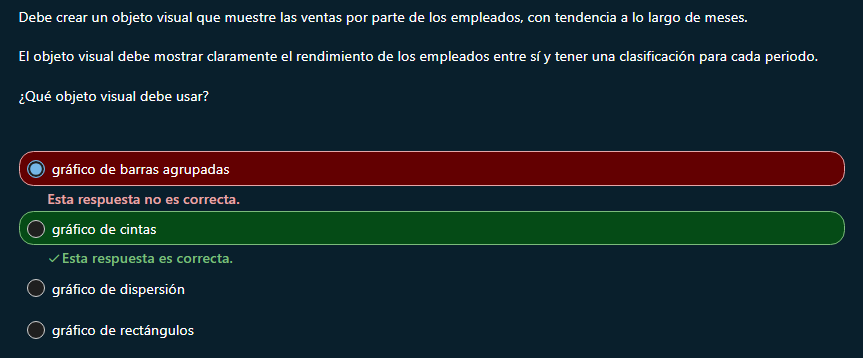 Debe crear un objeto visual que muestre las ventas por parte de los empleados, con tendencia a lo largo de meses.
El objeto visual debe mostrar claramente el rendimiento de los empleados entre sí y tener una clasificación para cada periodo.
¿Qué objeto visual debe usar?
gráfico de barras agrupadas
Esta respuesta no es correcta.
gráfico de cintas
✓Esta respuesta es correcta.
gráfico de dispersión
gráfico de rectángulos